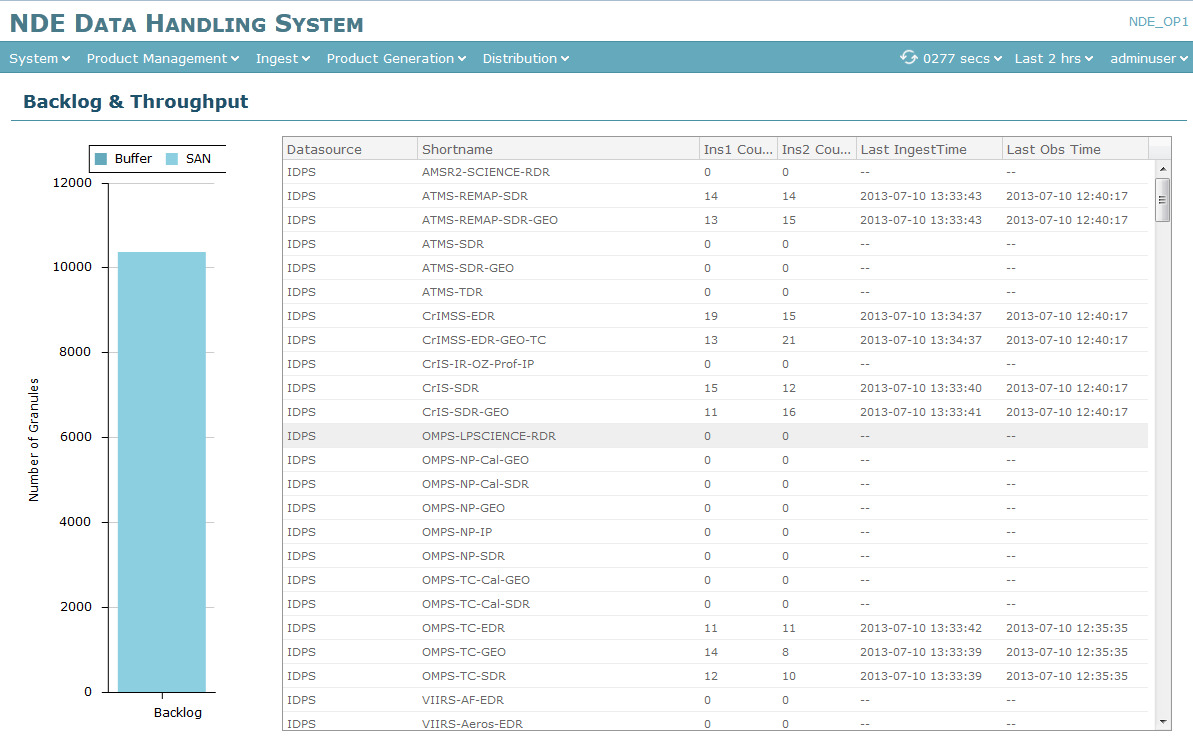 NDE DATA HANDLING SYSTEM
NDE_OP1
System Product Management Ingest Product Generation Distribution 0277 secs Last 2 hrs adminuser
Backlog & Throughput
Buffer SAN
12000
10000
8000
6000
4000
2000
0
Number of Granules
Backlog
Datasource Shortname Ins1 Cou... Ins2 Cou... Last IngestTime Last Obs Time
IDPS AMSR2-SCIENCE-RDR 0 0 -- --
IDPS ATMS-REMAP-SDR 14 14 2013-07-10 13:33:43 2013-07-10 12:40:17
IDPS ATMS-REMAP-SDR-GEO 13 15 2013-07-10 13:33:43 2013-07-10 12:40:17
IDPS ATMS-SDR 0 0 -- --
IDPS ATMS-SDR-GEO 0 0 -- --
IDPS ATMS-TDR 0 0 -- --
IDPS CrIMSS-EDR 19 15 2013-07-10 13:34:37 2013-07-10 12:40:17
IDPS CrIMSS-EDR-GEO-TC 13 21 2013-07-10 13:34:37 2013-07-10 12:40:17
IDPS CrIS-IR-OZ-Prof-IP 0 0 -- --
IDPS CrIS-SDR 15 12 2013-07-10 13:33:40 2013-07-10 12:40:17
IDPS CrIS-SDR-GEO 11 16 2013-07-10 13:33:41 2013-07-10 12:40:17
IDPS OMPS-LPSCIENCE-RDR 0 0 -- --
IDPS OMPS-NP-Cal-GEO 0 0 -- --
IDPS OMPS-NP-Cal-SDR 0 0 -- --
IDPS OMPS-NP-GEO 0 0 -- --
IDPS OMPS-NP-IP 0 0 -- --
IDPS OMPS-NP-SDR 0 0 -- --
IDPS OMPS-TC-Cal-GEO 0 0 -- --
IDPS OMPS-TC-Cal-SDR 0 0 -- --
IDPS OMPS-TC-EDR 11 11 2013-07-10 13:33:42 2013-07-10 12:35:35
IDPS OMPS-TC-GEO 14 8 2013-07-10 13:33:39 2013-07-10 12:35:35
IDPS OMPS-TC-SDR 12 10 2013-07-10 13:33:39 2013-07-10 12:35:35
IDPS VIIRS-AF-EDR 0 0 -- --
IDPS VIIRS-Aeros-EDR 0 0 -- --